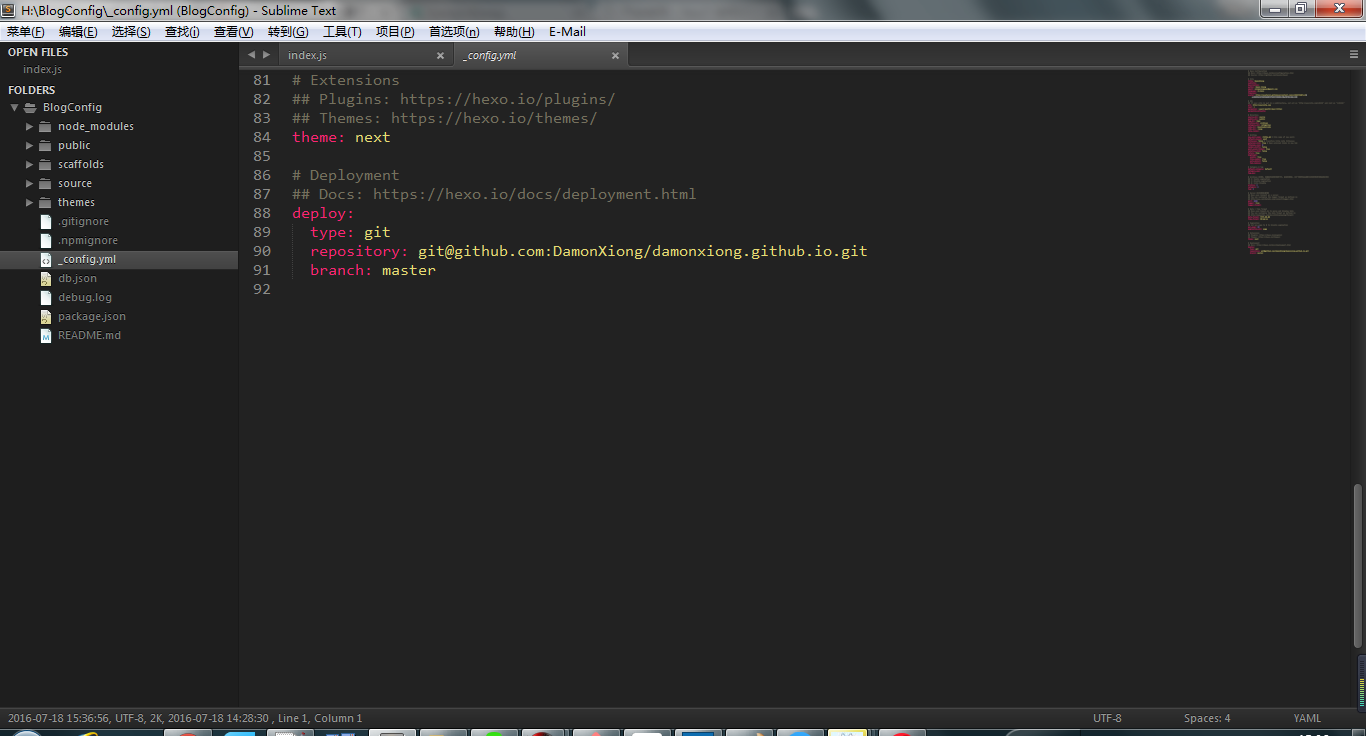 H:\BlogConfig\_config.yml (BlogConfig) - Sublime Text
菜单(F) 编辑(E) 选择(S) 查找(i) 查看(V) 转到(G) 工具(T) 项目(P) 首选项(n) 帮助(H) E-Mail
OPEN FILES
index.js
FOLDERS
BlogConfig
node_modules
public
scaffolds
source
themes
.gitignore
.npmignore
_config.yml
db.json
debug.log
package.json
README.md
index.js
_config.yml
81 # Extensions
82 ## Plugins: https://hexo.io/plugins/
83 ## Themes: https://hexo.io/themes/
84 theme: next
85
86 # Deployment
87 ## Docs: https://hexo.io/docs/deployment.html
88 deploy:
89 type: git
90 repository: git@github.com:DamonXiong/damonxiong.github.io.git
91 branch: master
92
2016-07-18 15:36:56, UTF-8, 2K, 2016-07-18 14:28:30 , Line 1, Column 1
UTF-8
Spaces: 4
YAML